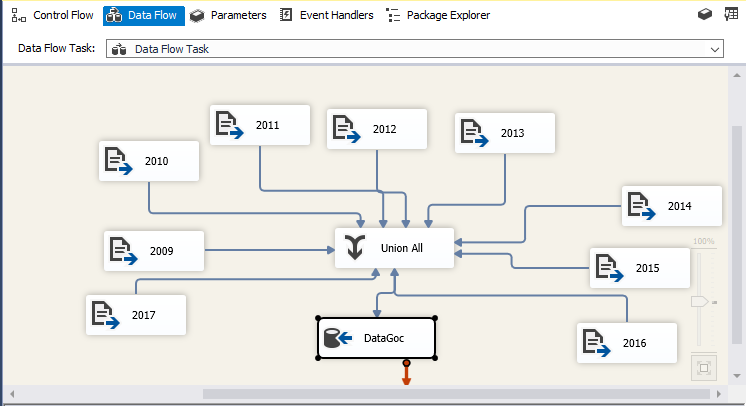 Control Flow Data Flow Parameters Event Handlers Package Explorer
Data Flow Task: Data Flow Task
2011
2012
2013
2010
2014
2009
Union All
100%
2015
2017
DataGoc
2016